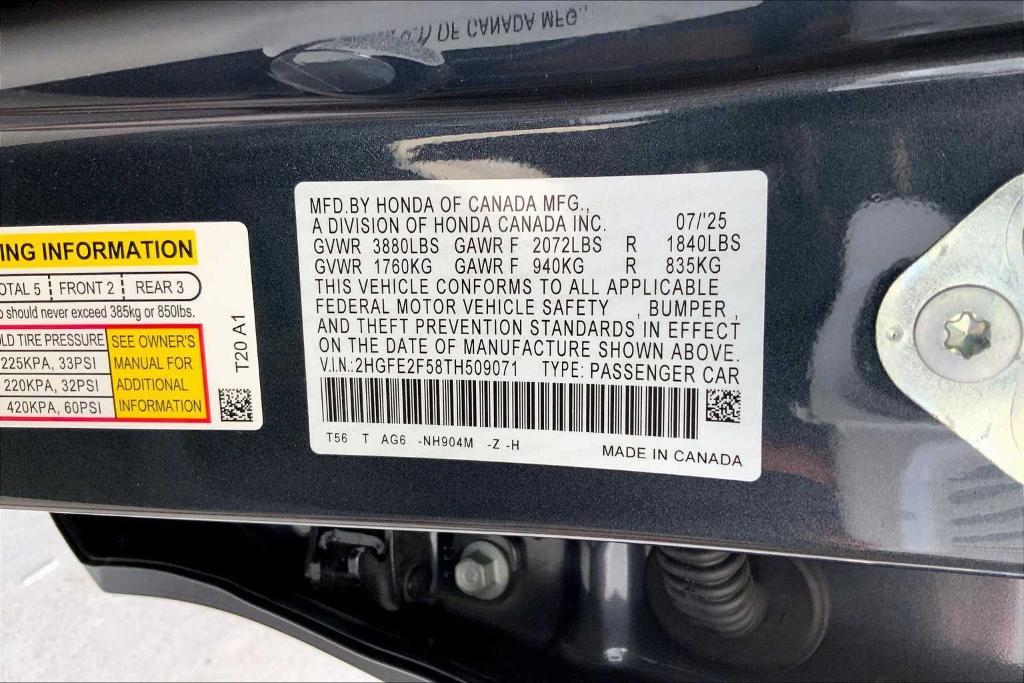 OF CANADA MFG.,
MFD.BY HONDA OF CANADA MFG.,
A DIVISION OF HONDA CANADA INC. 07/'25
GVWR 3880LBS GAWR F 2072LBS R 1840LBS
GVWR 1760KG GAWR F 940KG R 835KG
THIS VEHICLE CONFORMS TO ALL APPLICABLE
FEDERAL MOTOR VEHICLE SAFETY , BUMPER ,
AND THEFT PREVENTION STANDARDS IN EFFECT
ON THE DATE OF MANUFACTURE SHOWN ABOVE.
V.I.N.: 2HGFE2F58TH509071 TYPE: PASSENGER CAR
T56 T AG6 -NH904M -Z -H
MADE IN CANADA
NG INFORMATION
OTAL 5 FRONT 2 REAR 3
o should never exceed 385kg or 850lbs.
LD TIRE PRESSURE
225KPA, 33PSI
220KPA, 32PSI
420KPA, 60PSI
SEE OWNER'S
MANUAL FOR
ADDITIONAL
INFORMATION
T20 A1